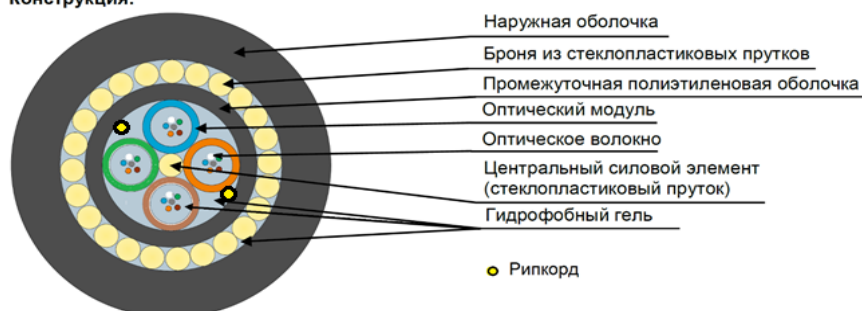 Конструкция:
Наружная оболочка
Броня из стеклопластиковых прутков
Промежуточная полиэтиленовая оболочка
Оптический модуль
Оптическое волокно
Центральный силовой элемент
(стеклопластиковый пруток)
Гидрофобный гель
Рипкорд